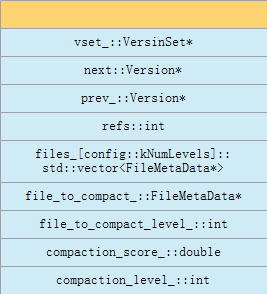 vset_::VersinSet*
next::Version*
prev_::Version*
refs::int
files_[config::kNumLevels]::
std::vector<FileMetaData*>
file_to_compact_::FileMetaData*
file_to_compact_level_::int
compaction_score_::double
compaction_level_::int